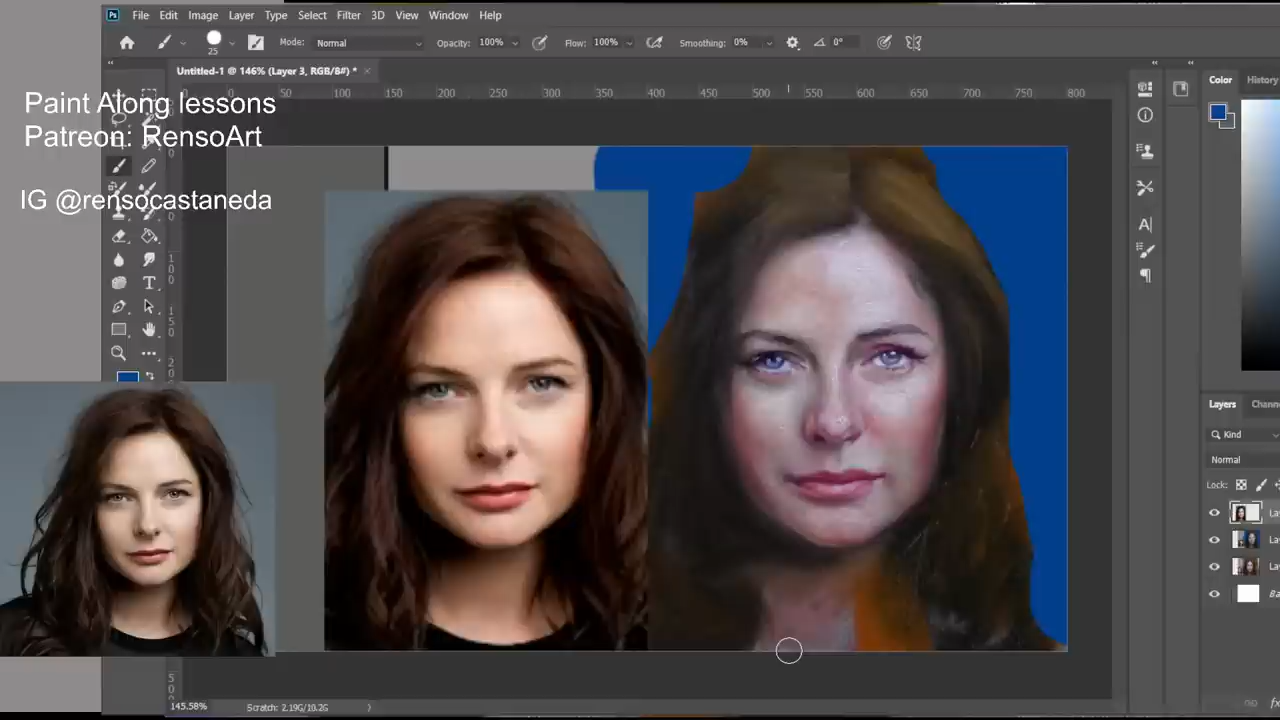 Ps File Edit Image Layer Type Select Filter 3D View Window Help
25 Mode: Normal Opacity: 100% Flow: 100% Smoothing: 0% 0°
Untitled-1 @ 146% (Layer 3, RGB/8#) *
Color History
50 100 150 200 250 300 350 400 450 500 550 600 650 700 750 800
Paint Along lessons
Patreon: RensoArt
IG @rensocastaneda
Layers
Kind
Normal
Lock:
145.58% Scratch: 2.19G/10.2G